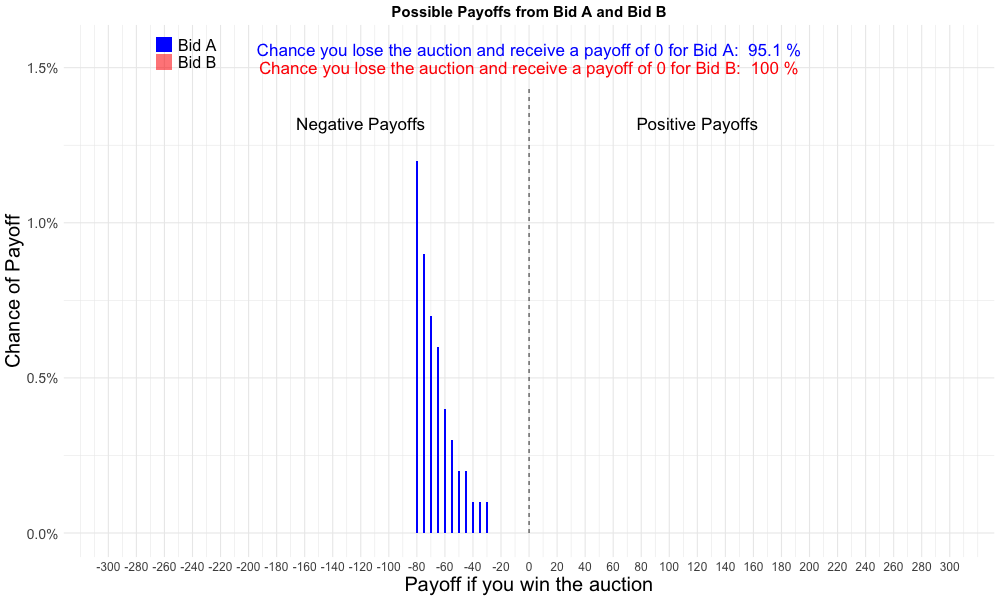 Possible Payoffs from Bid A and Bid B
Bid A
Bid B
Chance you lose the auction and receive a payoff of 0 for Bid A:  95.1 %
Chance you lose the auction and receive a payoff of 0 for Bid B:  100 %
Negative Payoffs
Positive Payoffs
Chance of Payoff
1.5%
1.0%
0.5%
0.0%
-300 -280 -260 -240 -220 -200 -180 -160 -140 -120 -100 -80 -60 -40 -20 0 20 40 60 80 100 120 140 160 180 200 220 240 260 280 300
Payoff if you win the auction